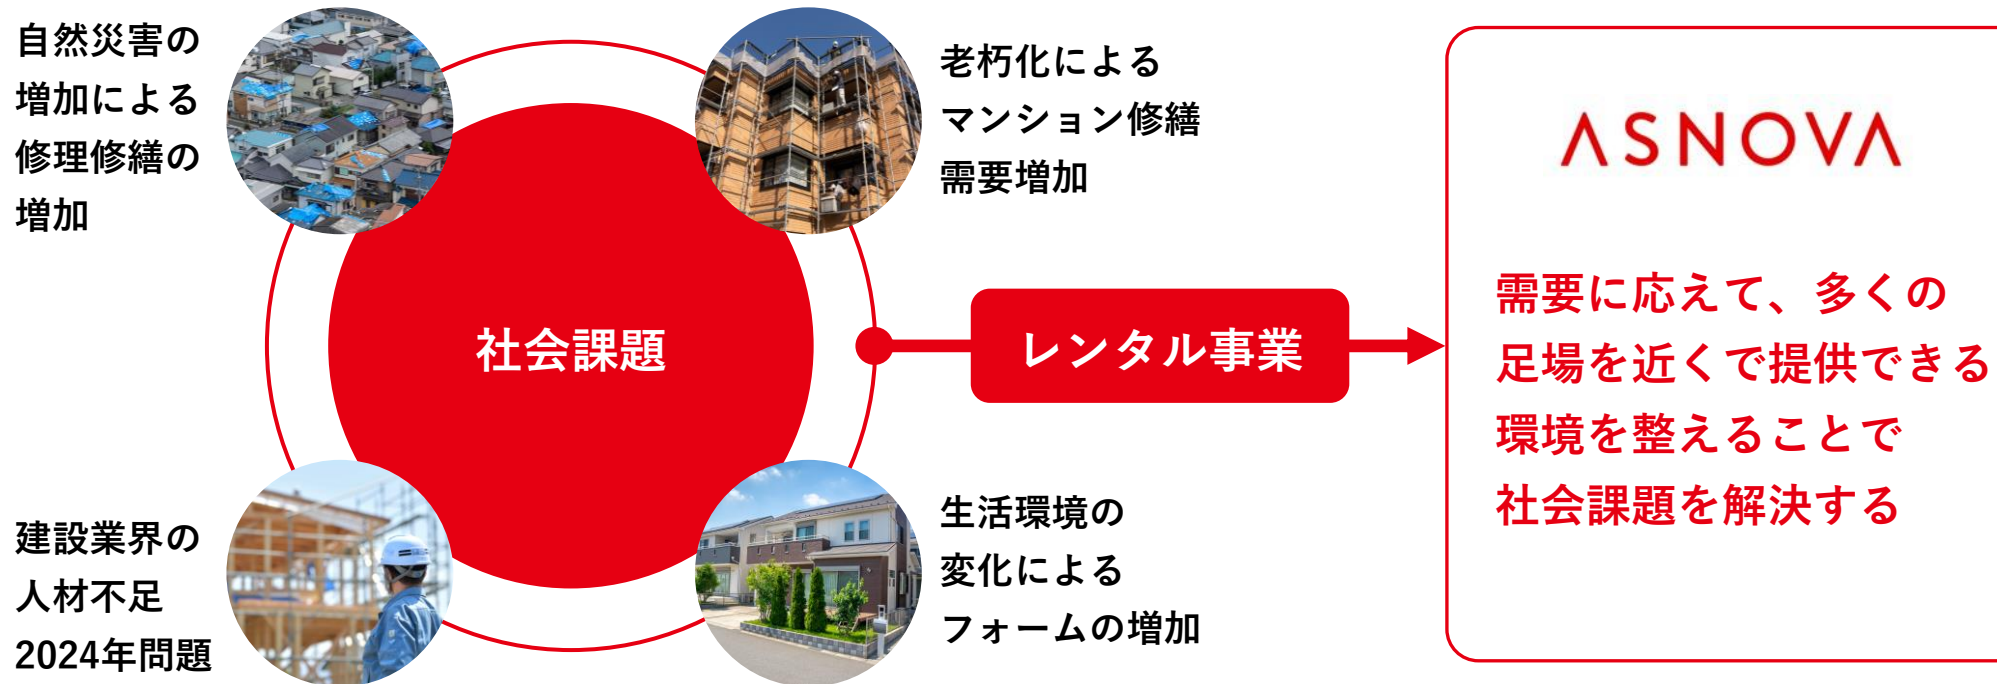 自然災害の
増加による
修理修繕の
増加
老朽化による
マンション修繕
需要増加
社会課題
建設業界の
人材不足
2024年問題
生活環境の
変化による
フォームの増加
レンタル事業
ASNOVA
需要に応えて、多くの
足場を近くで提供できる
環境を整えることで
社会課題を解決する